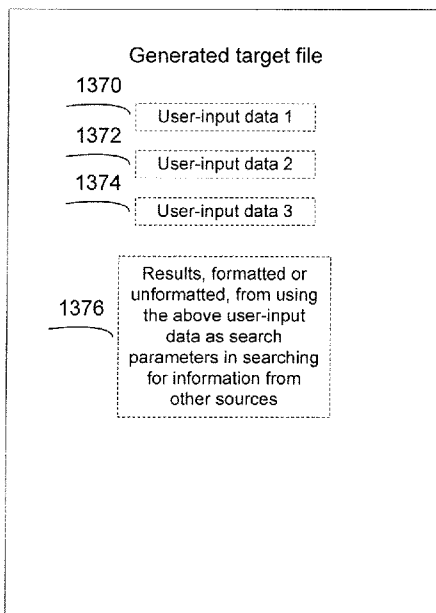 Generated target file
1370
User-input data 1
1372
User-input data 2
1374
User-input data 3
1376
Results, formatted or
unformatted, from using
the above user-input
data as search
parameters in searching
for information from
other sources